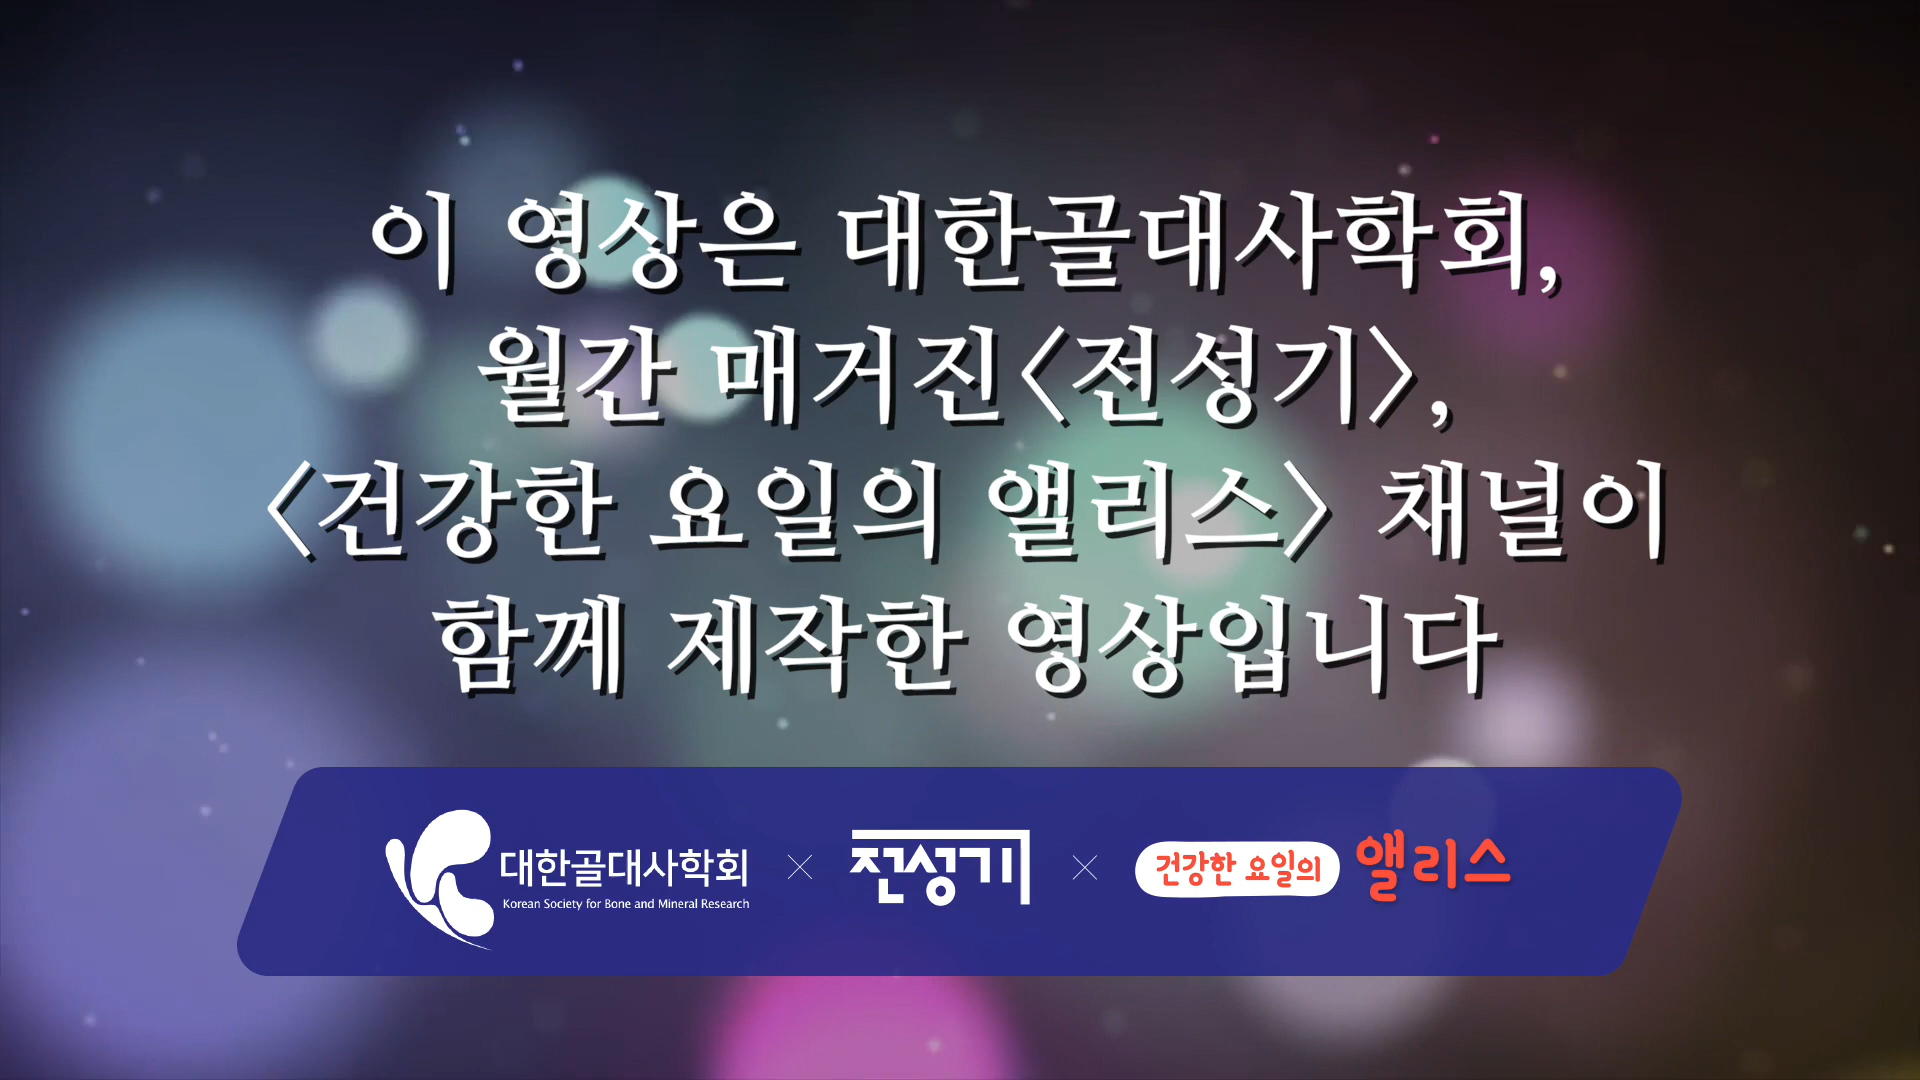 이 영상은 대한골대사학회,
월간 매거진<전성기>,
<건강한 요일의 앨리스> 채널이
함께 제작한 영상입니다
대한골대사학회 × 전성기 × 건강한 요일의 앨리스
Korean Society for Bone and Mineral Research